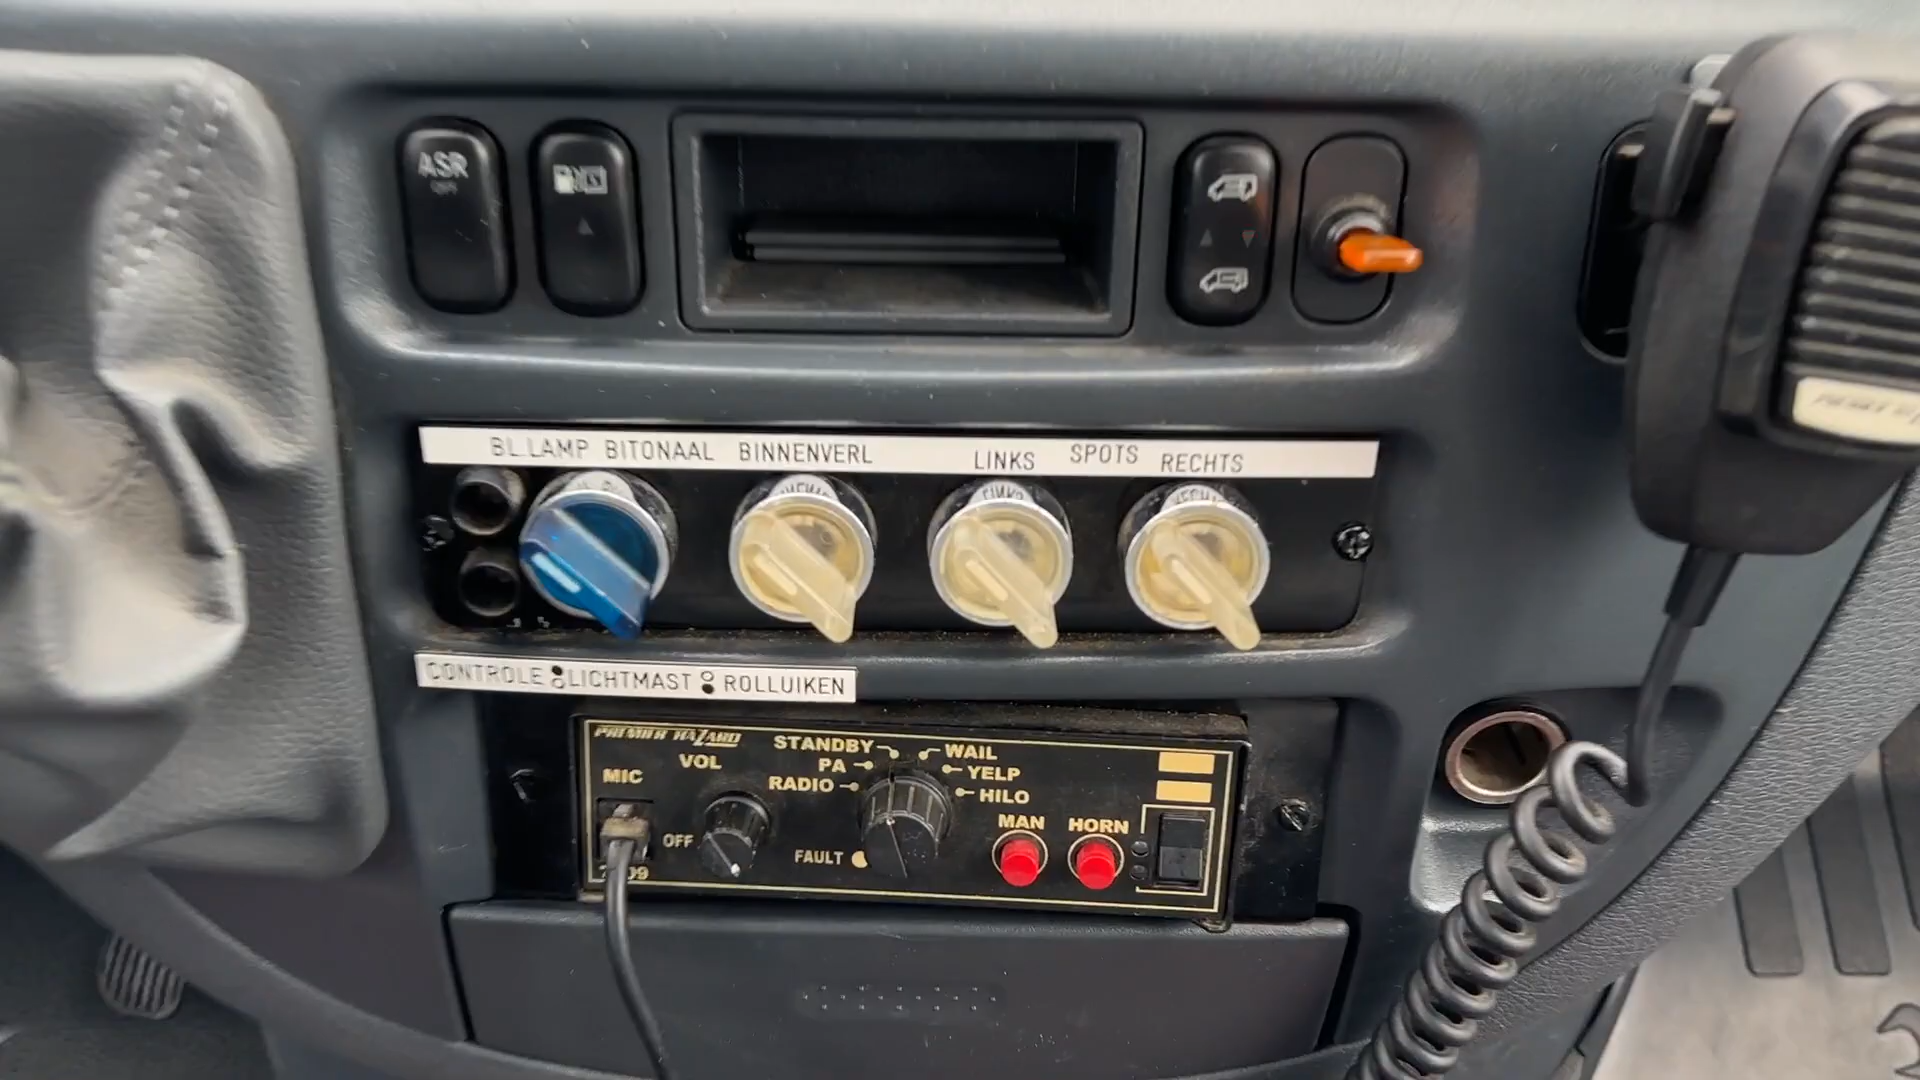 ASR
OFF
BL.LAMP BITONAAL BINNENVERL LINKS SPOTS RECHTS
CONTROLE LICHTMAST ROLLUIKEN
PREMIER HAZARD
MIC
VOL
OFF
STANDBY
PA
RADIO
WAIL
YELP
HILO
FAULT
MAN
HORN